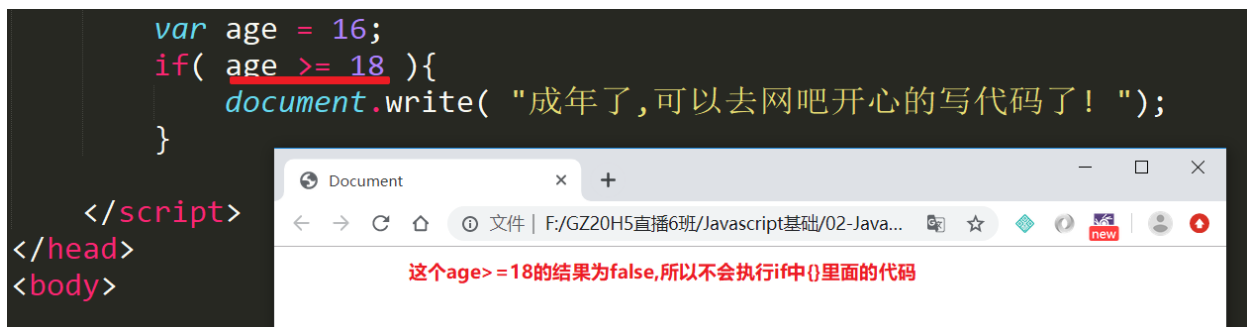 var age = 16;
if( age >= 18 ){
document.write( "成年了,可以去网吧开心的写代码了! ");
}
</script>
</head>
<body>
Document
文件 | F:/GZ20H5直播6班/Javascript基础/02-Java...
new
这个age>=18的结果为false,所以不会执行if中{}里面的代码